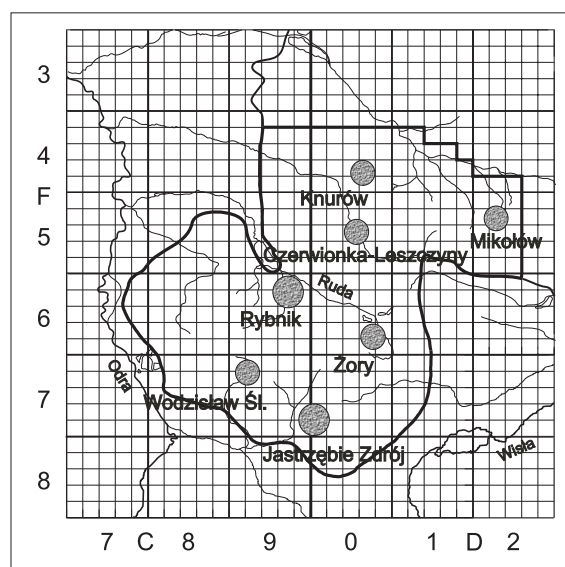 3
4
F
Knurów
5
Mikołów
Czerwionka-Leszczyny
Ruda
6
Rybnik
Żory
Odra
7
Wodzisław Śl.
Jastrzębie Zdrój
Wisła
8
7 C 8 9 0 1 D 2